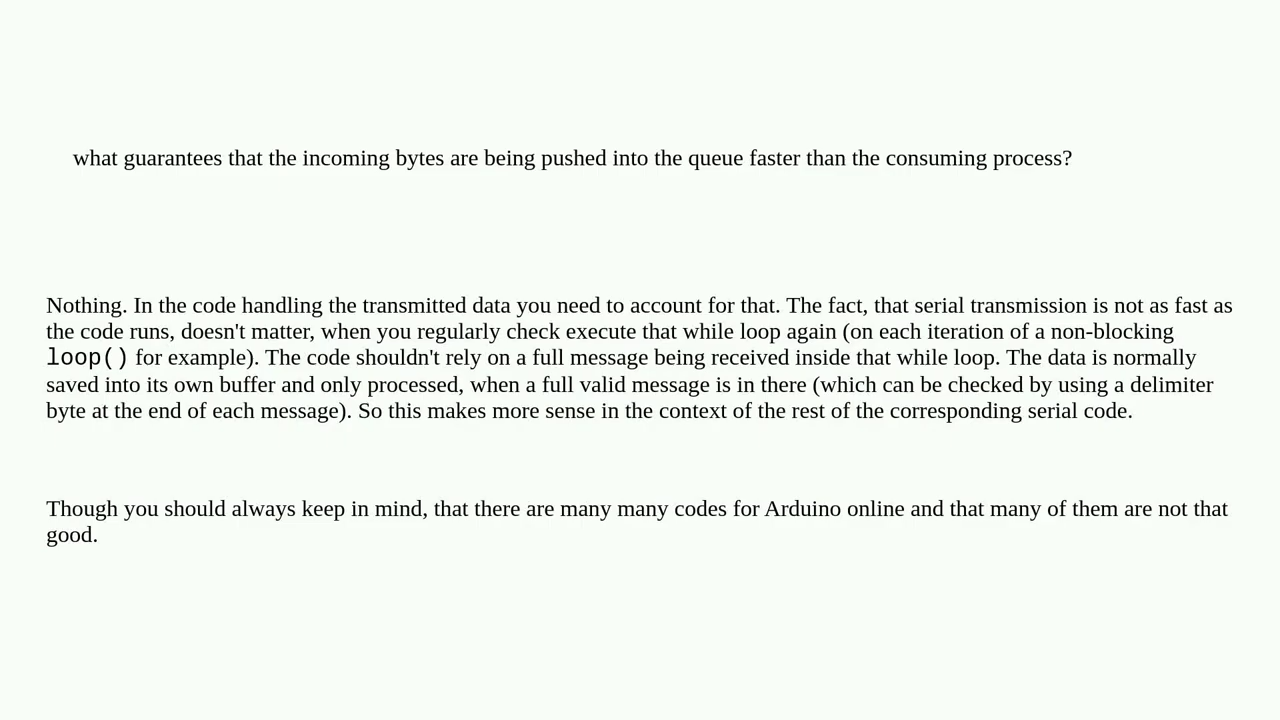 what guarantees that the incoming bytes are being pushed into the queue faster than the consuming process?
Nothing. In the code handling the transmitted data you need to account for that. The fact, that serial transmission is not as fast as
the code runs, doesn't matter, when you regularly check execute that while loop again (on each iteration of a non-blocking
loop() for example). The code shouldn't rely on a full message being received inside that while loop. The data is normally
saved into its own buffer and only processed, when a full valid message is in there (which can be checked by using a delimiter
byte at the end of each message). So this makes more sense in the context of the rest of the corresponding serial code.
Though you should always keep in mind, that there are many many codes for Arduino online and that many of them are not that
good.